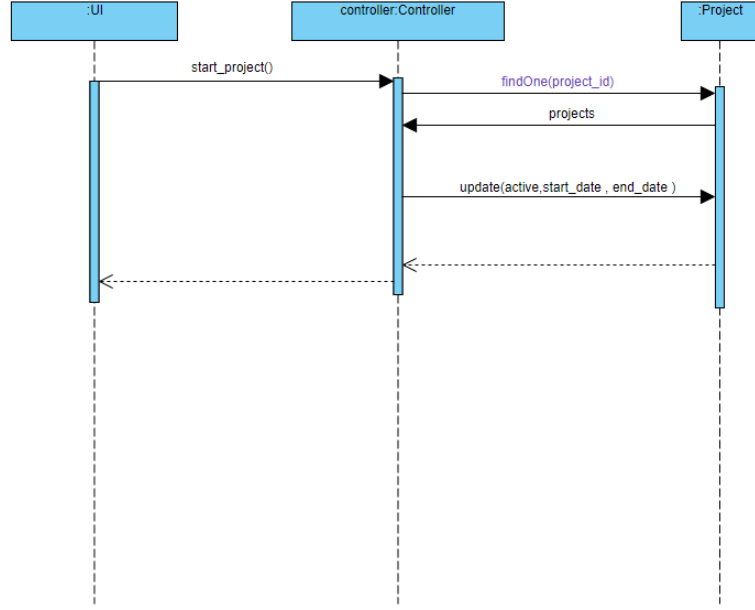 :UI
controller:Controller
:Project
start_project()
findOne(project_id)
projects
update(active,start_date , end_date )